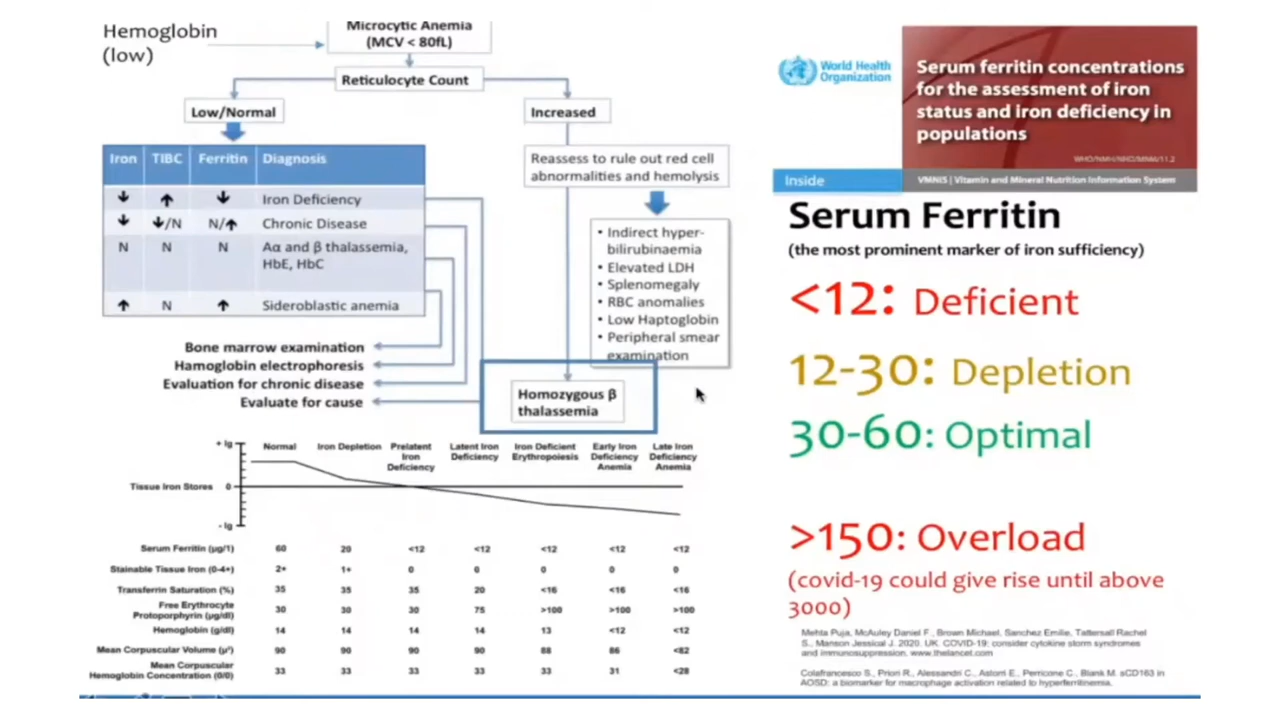 Hemoglobin
(low)
Microcytic Anemia
(MCV < 80fL)
Reticulocyte Count
Low/Normal
Increased
Iron TIBC Ferritin Diagnosis
↓ ↑ ↓ Iron Deficiency
↓ ↓/N N/↑ Chronic Disease
N N N Aα and β thalassemia,
HbE, HbC
↑ N ↑ Sideroblastic anemia
Reassess to rule out red cell
abnormalities and hemolysis
• Indirect hyper-
bilirubinaemia
• Elevated LDH
• Splenomegaly
• RBC anomalies
• Low Haptoglobin
• Peripheral smear
examination
Bone marrow examination
Hamoglobin electrophoresis
Evaluation for chronic disease
Evaluate for cause
Homozygous β
thalassemia
+ Ig
0
- Ig
Tissue Iron Stores
Normal
Iron Depletion
Prelatent
Iron
Deficiency
Latent Iron
Deficiency
Iron Deficient
Erythropoiesis
Early Iron
Deficiency
Anemia
Late Iron
Deficiency
Anemia
Serum Ferritin (µg/1) 60 20 <12 <12 <12 <12 <12
Stainable Tissue Iron (0-4+) 2+ 1+ 0 0 0 0 0
Transferrin Saturation (%) 35 35 35 20 <16 <16 <16
Free Erythrocyte
Protoporphyrin (µg/dl) 30 30 30 75 >100 >100 >100
Hemoglobin (g/dl) 14 14 14 14 13 <12 <12
Mean Corpuscular Volume (µ³) 90 90 90 90 88 86 <82
Mean Corpuscular
Hemoglobin Concentration (0/0) 33 33 33 33 33 31 <28
World Health
Organization
Serum ferritin concentrations
for the assessment of iron
status and iron deficiency in
populations
WHO/NMH/NHD/MNM/11.2
Inside
VMNIS | Vitamin and Mineral Nutrition Information System
Serum Ferritin
(the most prominent marker of iron sufficiency)
<12: Deficient
12-30: Depletion
30-60: Optimal
>150: Overload
(covid-19 could give rise until above
3000)
Mehta Puja, McAuley Daniel F., Brown Michael, Sanchez Emilie, Tattersall Rachel
S., Manson Jessical J. 2020. UK. COVID-19: consider cytokine storm syndromes
and immunosuppression. www.thelancet.com
Colafrancesco S., Priori R., Alessandri C., Astorri E., Perricone C., Blank M. sCD163 in
AOSD: a biomarker for macrophage activation related to hyperferritinemia.